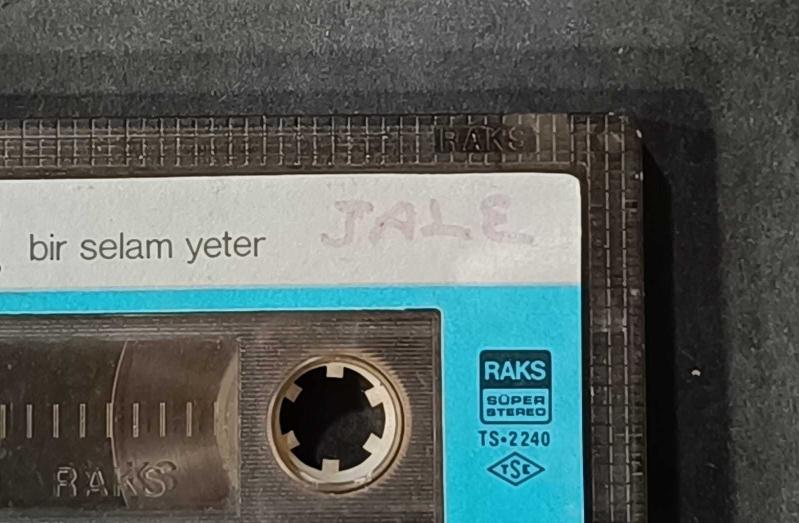 RAKS
bir selam yeter
JALE
RAKS
SÜPER
STEREO
TS•2240
TSE
RAKS